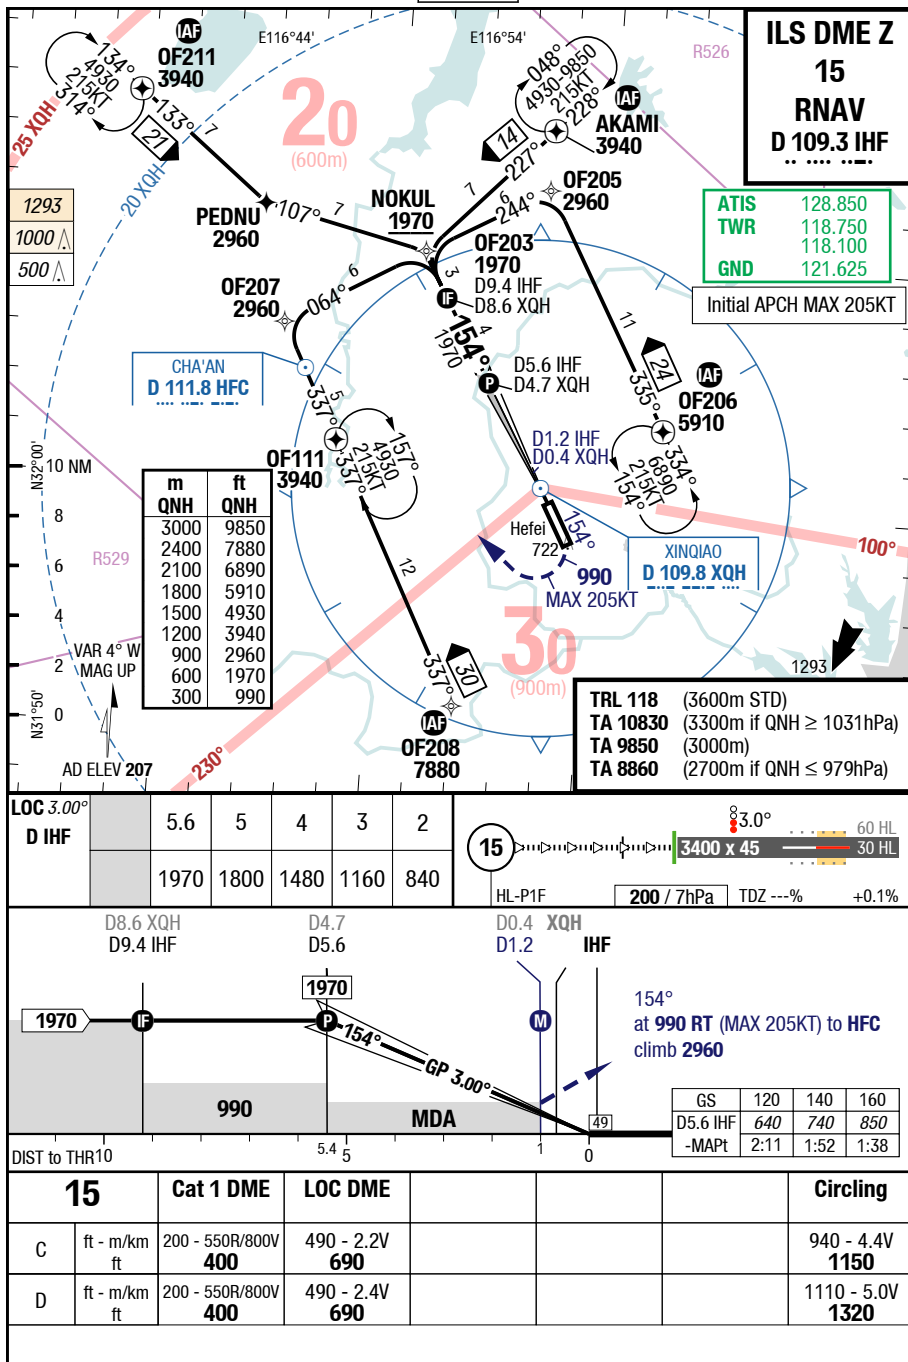 ILS DME Z
15
RNAV
D 109.3 IHF
E116°44'
E116°54'
R526
IAF
OF211
3940
134°
4930
215KT
314°
25 XQH
133°
7
21
20 XQH
20
(600m)
048°
4930-9850
215KT
228°
IAF
AKAMI
3940
14
227°
7
6
244°
OF205
2960
ATIS 128.850
TWR 118.750
118.100
GND 121.625
Initial APCH MAX 205KT
1293
1000
500
PEDNU
2960
107°
7
NOKUL
1970
OF203
1970
D9.4 IHF
D8.6 XQH
3
IF
OF207
2960
064°
6
154°
1970
4
11
D5.6 IHF
D4.7 XQH
P
24
335°
IAF
OF206
5910
CHA'AN
D 111.8 HFC
5
337°
OF111
3940
157°
4930
215KT
337°
D1.2 IHF
D0.4 XQH
334°
6890
215KT
154°
N32°00'
10 NM
8
6
4
2
0
N31°50'
m ft
QNH QNH
3000 9850
2400 7880
2100 6890
1800 5910
1500 4930
1200 3940
900 2960
600 1970
300 990
R529
12
Hefei
722
154°
990
MAX 205KT
XINQIAO
D 109.8 XQH
100°
30
(900m)
1293
VAR 4° W
MAG UP
AD ELEV 207
230°
337°
30
IAF
OF208
7880
TRL 118 (3600m STD)
TA 10830 (3300m if QNH ≥ 1031hPa)
TA 9850 (3000m)
TA 8860 (2700m if QNH ≤ 979hPa)
LOC 3.00°
D IHF
5.6 5 4 3 2
1970 1800 1480 1160 840
15
3.0°
3400 x 45
60 HL
30 HL
HL-P1F
200 / 7hPa
TDZ ---%
+0.1%
D8.6 XQH D4.7 D0.4 XQH
D9.4 IHF D5.6 D1.2 IHF
1970
IF
1970
P
154°
GP 3.00°
M
154°
at 990 RT (MAX 205KT) to HFC
climb 2960
990
MDA
49
GS 120 140 160
D5.6 IHF 640 740 850
-MAPt 2:11 1:52 1:38
DIST to THR 10 5.4 5 1 0
15 Cat 1 DME LOC DME Circling
C ft - m/km 200 - 550R/800V 490 - 2.2V 940 - 4.4V
ft 400 690 1150
D ft - m/km 200 - 550R/800V 490 - 2.4V 1110 - 5.0V
ft 400 690 1320